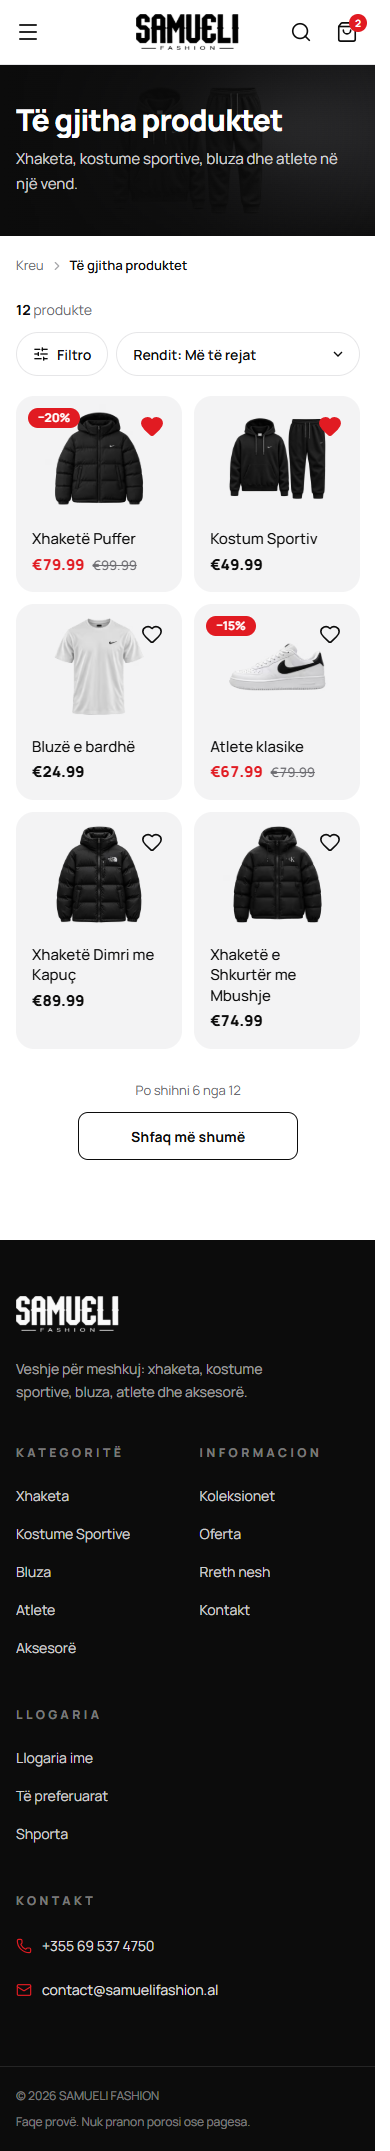 SAMUELI
FASHION
2
Të gjitha produktet
Xhaketa, kostume sportive, bluza dhe atlete në
një vend.
Kreu > Të gjitha produktet
12 produkte
Filtro
Rendit: Më të rejat
-20%
Xhaketë Puffer
€79.99 €99.99
Kostum Sportiv
€49.99
Bluzë e bardhë
€24.99
-15%
Atlete klasike
€67.99 €79.99
Xhaketë Dimri me
Kapuç
€89.99
Xhaketë e
Shkurtër me
Mbushje
€74.99
Po shihni 6 nga 12
Shfaq më shumë
SAMUELI
FASHION
Veshje për meshkuj: xhaketa, kostume
sportive, bluza, atlete dhe aksesorë.
KATEGORITË
Xhaketa
Kostume Sportive
Bluza
Atlete
Aksesorë
INFORMACION
Koleksionet
Oferta
Rreth nesh
Kontakt
LLOGARIA
Llogaria ime
Të preferuarat
Shporta
KONTAKT
+355 69 537 4750
contact@samuelifashion.al
© 2026 SAMUELI FASHION
Faqe provë. Nuk pranon porosi ose pagesa.